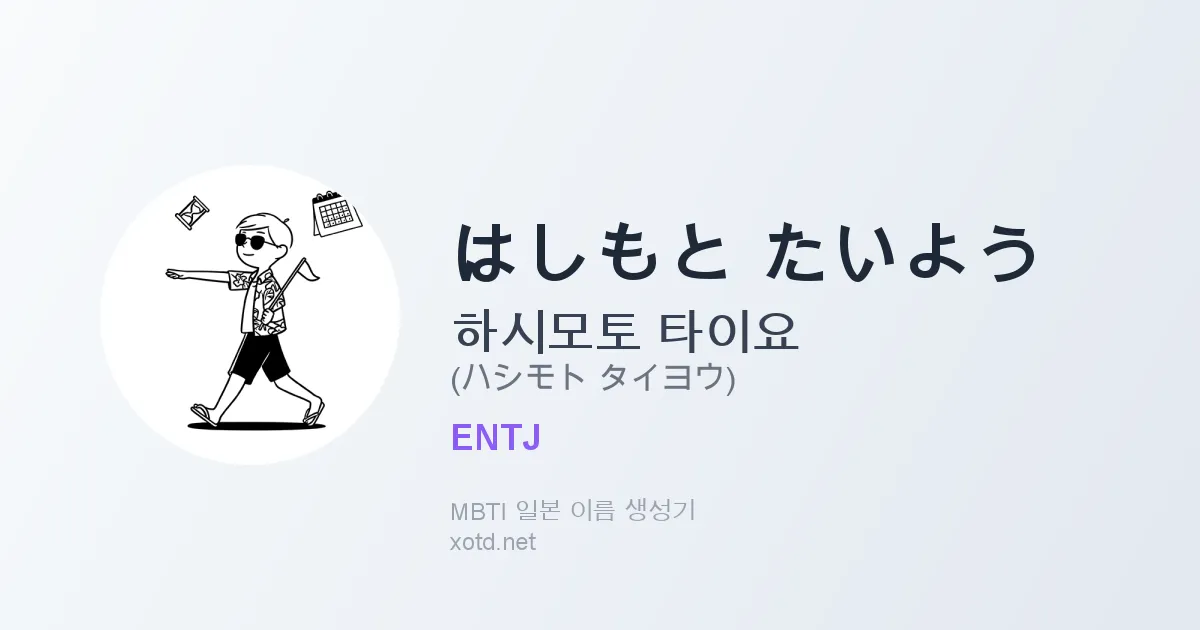 はしもと たいよう
하시모토 타이요
(ハシモト タイヨウ)
ENTJ
MBTI 일본 이름 생성기
xotd.net